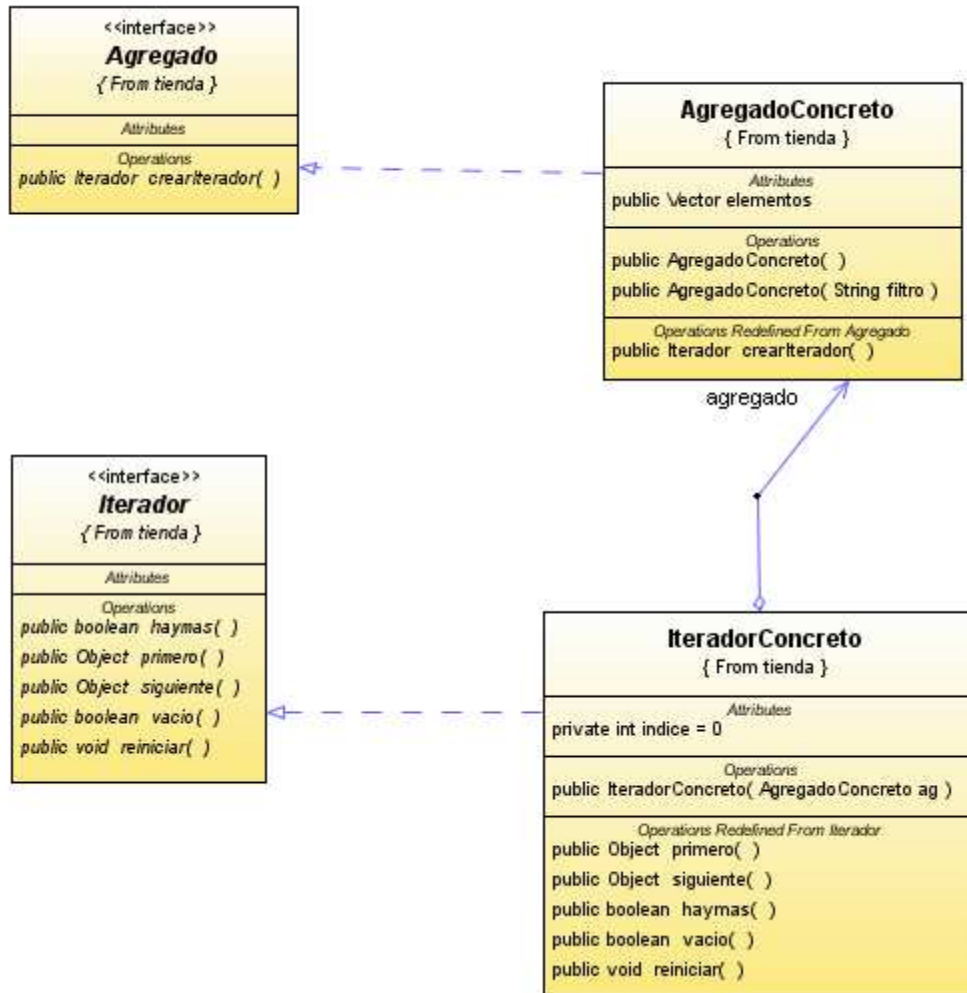 <<interface>>
Agregado
{ From tienda }
Attributes
Operations
public Iterador crearIterador( )
AgregadoConcreto
{ From tienda }
Attributes
public Vector elementos
Operations
public AgregadoConcreto( )
public AgregadoConcreto( String filtro )
Operations Redefined From Agregado
public Iterador crearIterador( )
agregado
<<interface>>
Iterador
{ From tienda }
Attributes
Operations
public boolean haymas( )
public Object primero( )
public Object siguiente( )
public boolean vacio( )
public void reiniciar( )
IteradorConcreto
{ From tienda }
Attributes
private int indice = 0
Operations
public IteradorConcreto( AgregadoConcreto ag )
Operations Redefined From Iterador
public Object primero( )
public Object siguiente( )
public boolean haymas( )
public boolean vacio( )
public void reiniciar( )